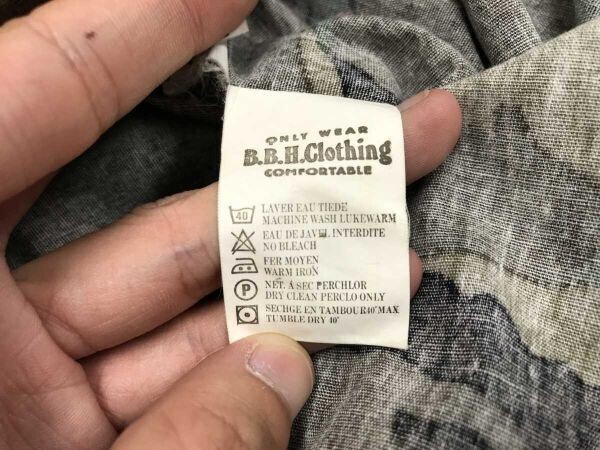 ONLY WEAR
B.B.H.Clothing
COMFORTABLE
40 LAVER EAU TIEDE
MACHINE WASH LUKEWARM
EAU DE JAVEL INTERDITE
NO BLEACH
FER MOYEN
WARM IRON
P NET. À SEC PERCHLOR
DRY CLEAN PERCLO ONLY
SECHGE EN TAMBOUR 40°MAX
TUMBLE DRY 40°